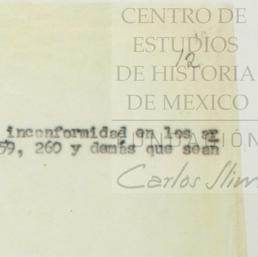 CENTRO DE
ESTUDIOS
12
DE HISTORIA
DE MEXICO
inconformidad en los ar
59, 260 y demás que sean
FUNDACIÓN
Carlos Slim